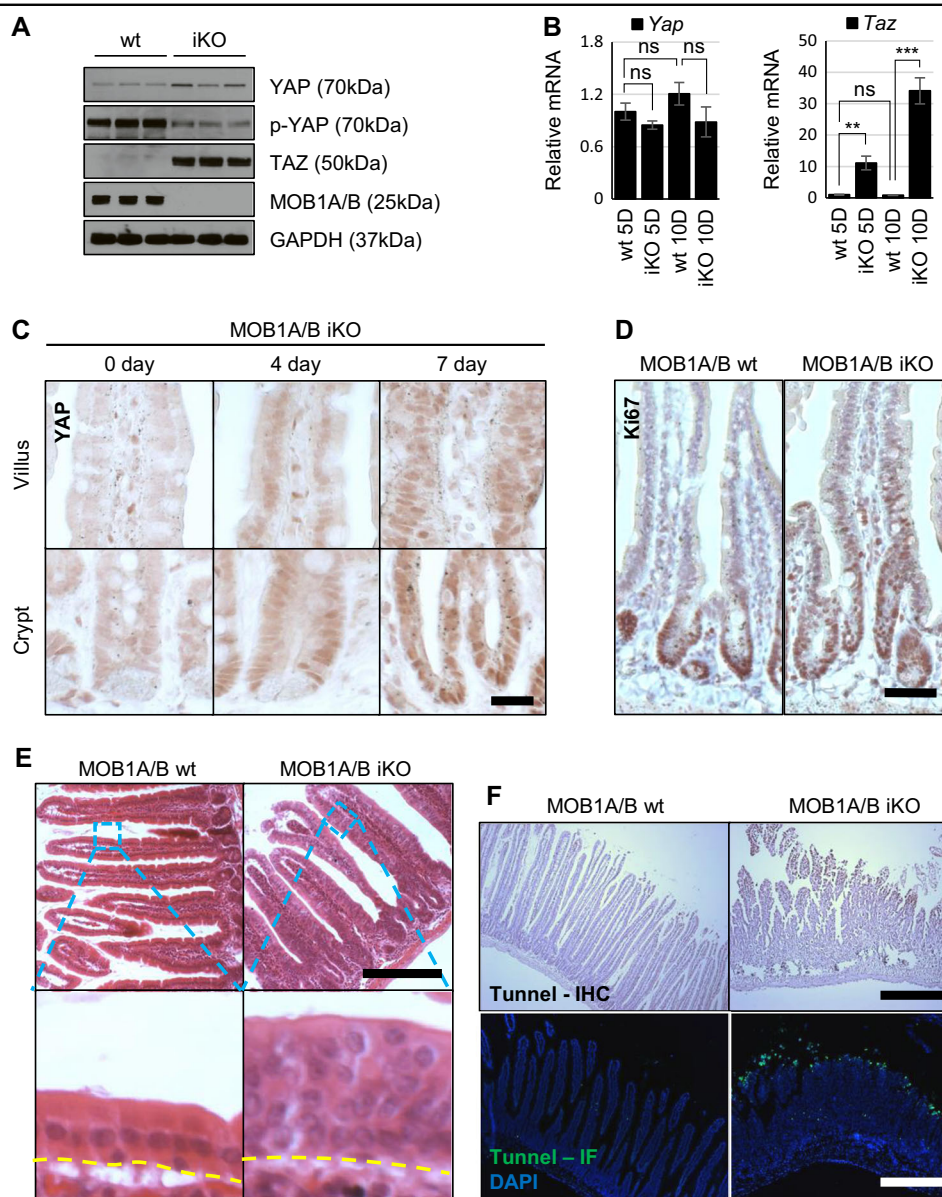 A
wt iKO
YAP (70kDa)
p-YAP (70kDa)
TAZ (50kDa)
MOB1A/B (25kDa)
GAPDH (37kDa)
B
Yap
Relative mRNA
1.8
1.2
0.6
0
ns
ns
ns
wt 5D
iKO 5D
wt 10D
iKO 10D
Taz
Relative mRNA
50
40
30
20
10
0
***
ns
**
wt 5D
iKO 5D
wt 10D
iKO 10D
C
MOB1A/B iKO
0 day 4 day 7 day
YAP
Villus
Crypt
D
MOB1A/B wt MOB1A/B iKO
Ki67
E
MOB1A/B wt MOB1A/B iKO
F
MOB1A/B wt MOB1A/B iKO
Tunnel - IHC
Tunnel – IF
DAPI